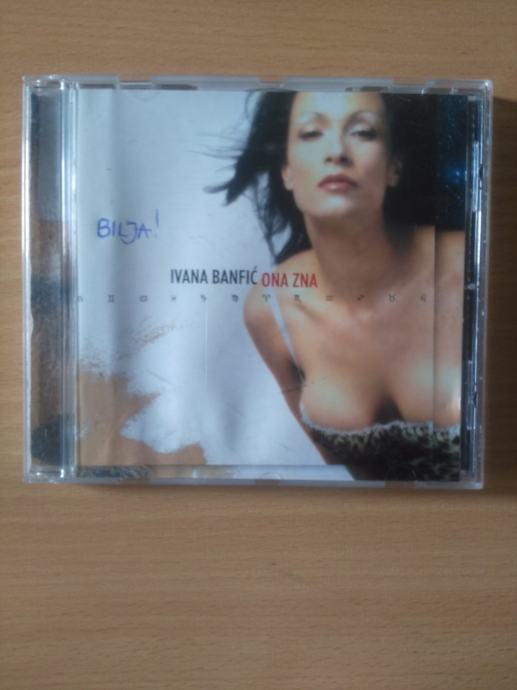 BILJA!
IVANA BANFIĆ ONA ZNA
♌ ♊ ♋ ♓ ♑ ♍ ♈ ♏ ♒ ♐ ♉ ♌